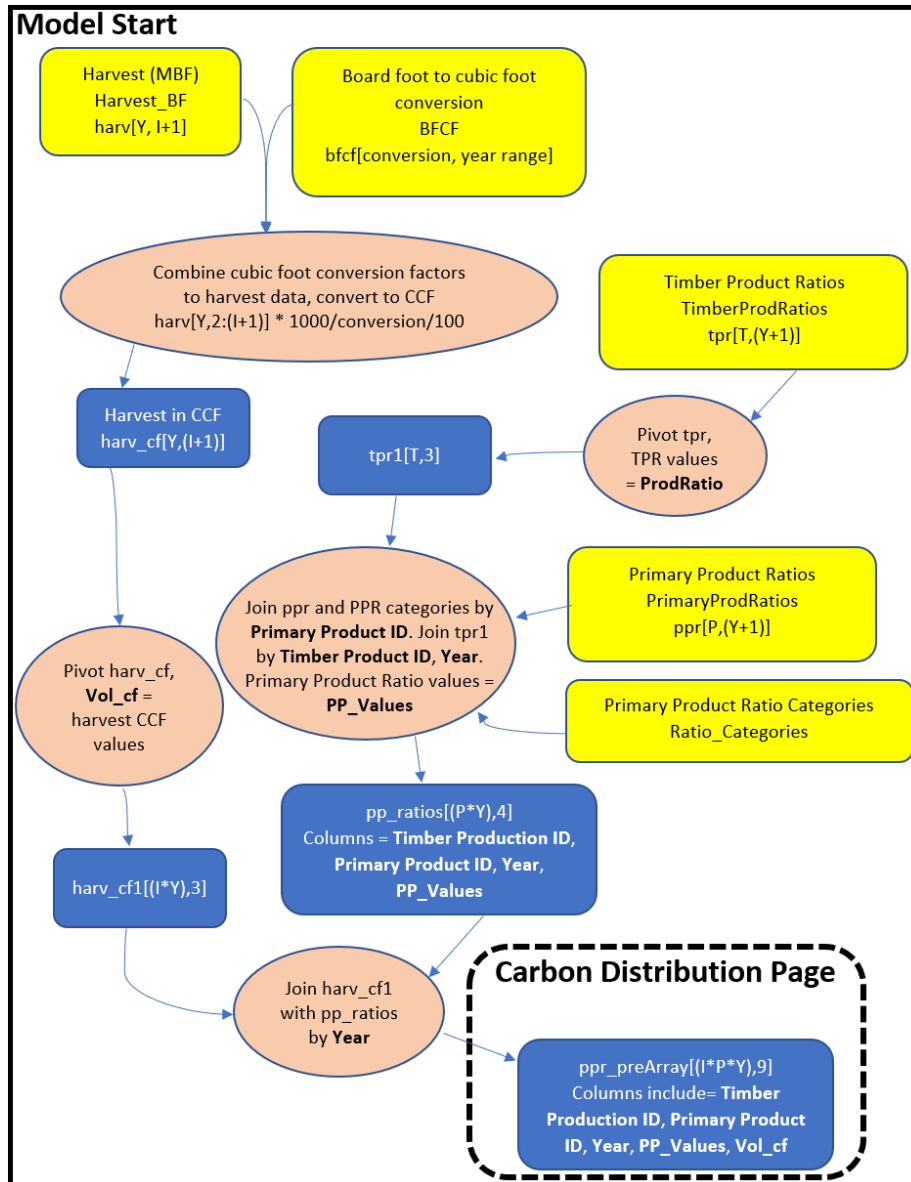 Model Start
Harvest (MBF)
Harvest_BF
harv[Y, I+1]
Board foot to cubic foot
conversion
BFCF
bfcf[conversion, year range]
Combine cubic foot conversion factors
to harvest data, convert to CCF
harv[Y,2:(I+1)] * 1000/conversion/100
Timber Product Ratios
TimberProdRatios
tpr[T,(Y+1)]
Harvest in CCF
harv_cf[Y,(I+1)]
tpr1[T,3]
Pivot tpr,
TPR values
= ProdRatio
Join ppr and PPR categories by
Primary Product ID. Join tpr1
by Timber Product ID, Year.
Primary Product Ratio values =
PP_Values
Primary Product Ratios
PrimaryProdRatios
ppr[P,(Y+1)]
Pivot harv_cf,
Vol_cf =
harvest CCF
values
Primary Product Ratio Categories
Ratio_Categories
pp_ratios[(P*Y),4]
Columns = Timber Production ID,
Primary Product ID, Year,
PP_Values
harv_cf1[(I*Y),3]
Join harv_cf1
with pp_ratios
by Year
Carbon Distribution Page
ppr_preArray[(I*P*Y),9]
Columns include= Timber
Production ID, Primary Product
ID, Year, PP_Values, Vol_cf